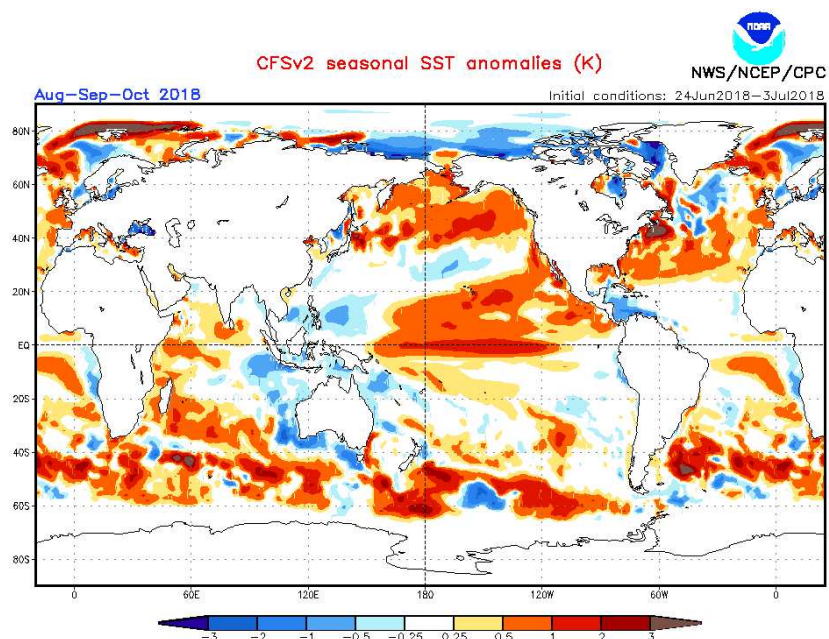 NOAA
CFSv2 seasonal SST anomalies (K)
NWS/NCEP/CPC
Aug-Sep-Oct 2018
Initial conditions: 24Jun2018-3Jul2018
80N
60N
40N
20N
EQ
20S
40S
60S
80S
0 60E 120E 180 120W 60W 0
-3 -2 -1 -0.5 -0.25 0.25 0.5 1 2 3